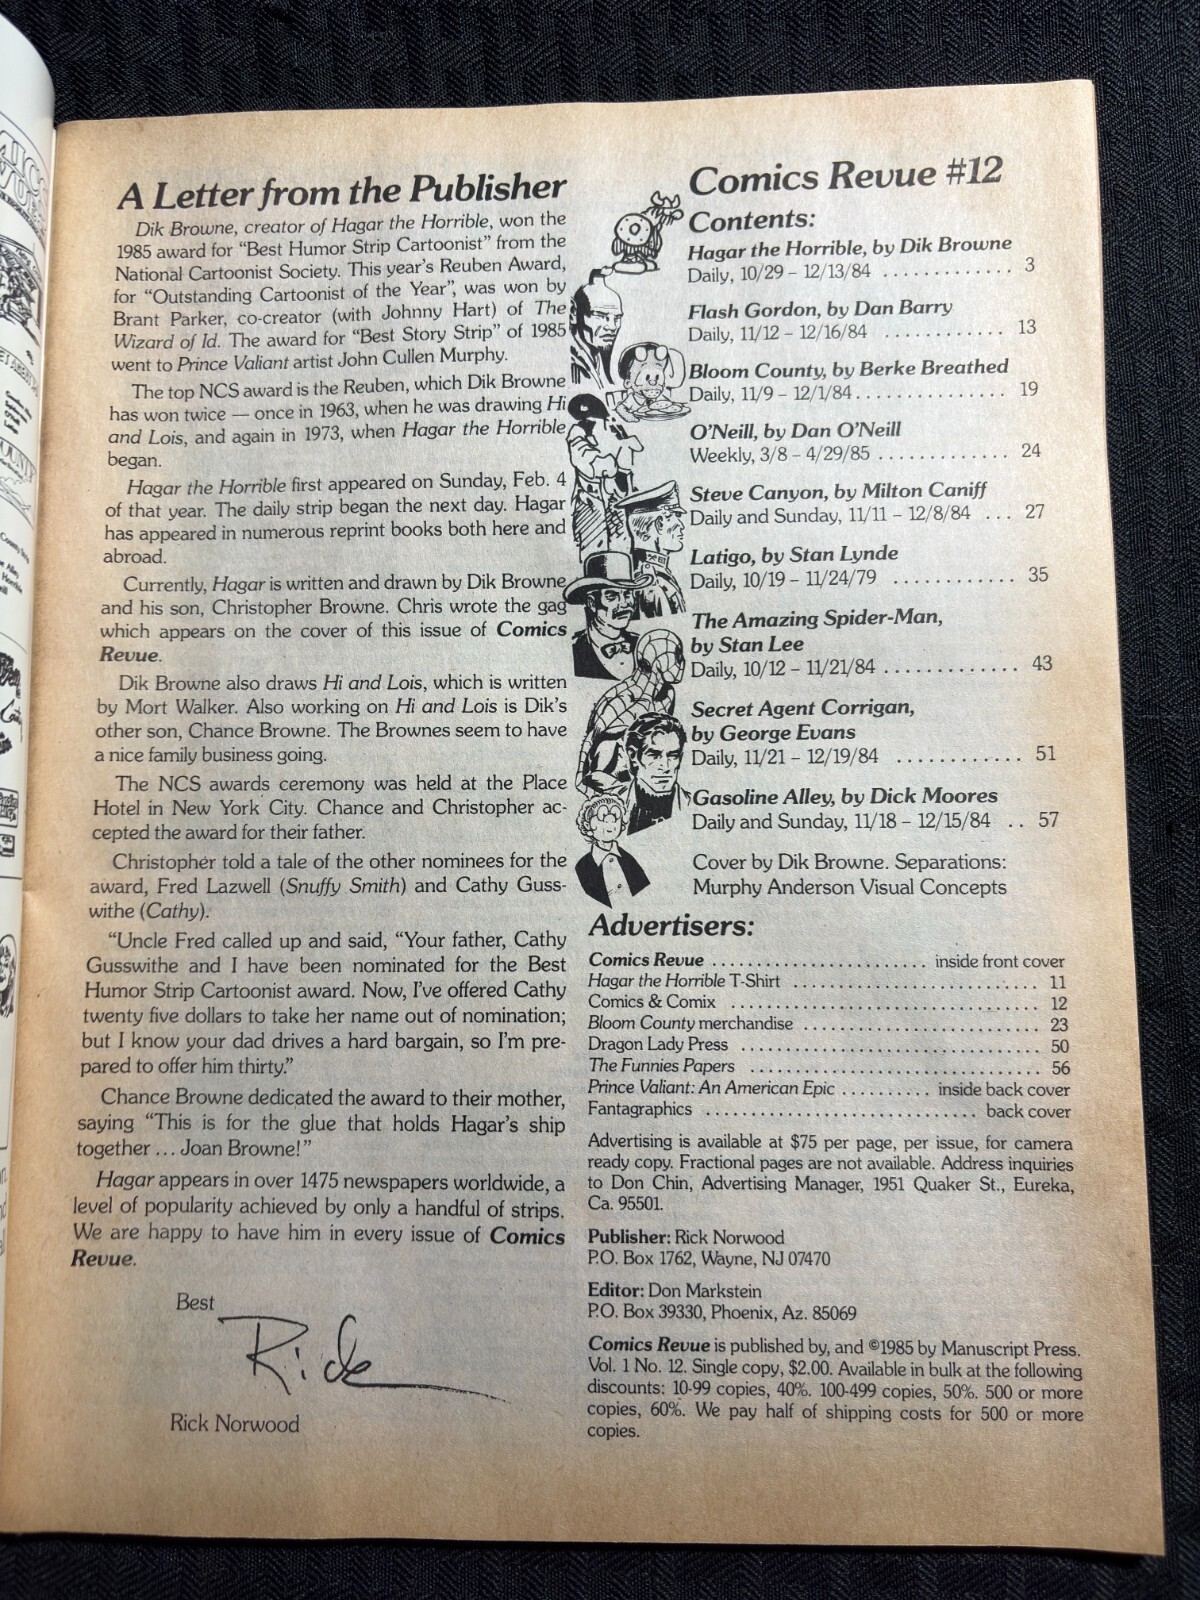 A Letter from the Publisher
Dik Browne, creator of Hagar the Horrible, won the
1985 award for “Best Humor Strip Cartoonist” from the
National Cartoonist Society. This year’s Reuben Award,
for “Outstanding Cartoonist of the Year”, was won by
Brant Parker, co-creator (with Johnny Hart) of The
Wizard of Id. The award for “Best Story Strip” of 1985
went to Prince Valiant artist John Cullen Murphy.
The top NCS award is the Reuben, which Dik Browne
has won twice — once in 1963, when he was drawing Hi
and Lois, and again in 1973, when Hagar the Horrible
began.
Hagar the Horrible first appeared on Sunday, Feb. 4
of that year. The daily strip began the next day. Hagar
has appeared in numerous reprint books both here and
abroad.
Currently, Hagar is written and drawn by Dik Browne
and his son, Christopher Browne. Chris wrote the gag
which appears on the cover of this issue of Comics
Revue.
Dik Browne also draws Hi and Lois, which is written
by Mort Walker. Also working on Hi and Lois is Dik’s
other son, Chance Browne. The Brownes seem to have
a nice family business going.
The NCS awards ceremony was held at the Place
Hotel in New York City. Chance and Christopher ac-
cepted the award for their father.
Christopher told a tale of the other nominees for the
award, Fred Lazwell (Snuffy Smith) and Cathy Guss-
withe (Cathy).
“Uncle Fred called up and said, “Your father, Cathy
Gusswithe and I have been nominated for the Best
Humor Strip Cartoonist award. Now, I’ve offered Cathy
twenty five dollars to take her name out of nomination;
but I know your dad drives a hard bargain, so I’m pre-
pared to offer him thirty.”
Chance Browne dedicated the award to their mother,
saying “This is for the glue that holds Hagar’s ship
together ... Joan Browne!”
Hagar appears in over 1475 newspapers worldwide, a
level of popularity achieved by only a handful of strips.
We are happy to have him in every issue of Comics
Revue.
Best
Rick
Rick Norwood
Comics Revue #12
Contents:
Hagar the Horrible, by Dik Browne
Daily, 10/29 – 12/13/84 ............. 3
Flash Gordon, by Dan Barry
Daily, 11/12 – 12/16/84 ............ 13
Bloom County, by Berke Breathed
Daily, 11/9 – 12/1/84 ............... 19
O’Neill, by Dan O’Neill
Weekly, 3/8 – 4/29/85 ............. 24
Steve Canyon, by Milton Caniff
Daily and Sunday, 11/11 – 12/8/84 ... 27
Latigo, by Stan Lynde
Daily, 10/19 – 11/24/79 ............ 35
The Amazing Spider-Man,
by Stan Lee
Daily, 10/12 – 11/21/84 ............. 43
Secret Agent Corrigan,
by George Evans
Daily, 11/21 – 12/19/84 ............ 51
Gasoline Alley, by Dick Moores
Daily and Sunday, 11/18 – 12/15/84 .. 57
Cover by Dik Browne. Separations:
Murphy Anderson Visual Concepts
Advertisers:
Comics Revue ........................ inside front cover
Hagar the Horrible T-Shirt ........................... 11
Comics & Comix .................................. 12
Bloom County merchandise .......................... 23
Dragon Lady Press ................................. 50
The Funnies Papers ................................ 56
Prince Valiant: An American Epic .......... inside back cover
Fantagraphics ............................. back cover
Advertising is available at $75 per page, per issue, for camera
ready copy. Fractional pages are not available. Address inquiries
to Don Chin, Advertising Manager, 1951 Quaker St., Eureka,
Ca. 95501.
Publisher: Rick Norwood
P.O. Box 1762, Wayne, NJ 07470
Editor: Don Markstein
P.O. Box 39330, Phoenix, Az. 85069
Comics Revue is published by, and ©1985 by Manuscript Press.
Vol. 1 No. 12. Single copy, $2.00. Available in bulk at the following
discounts: 10-99 copies, 40%. 100-499 copies, 50%. 500 or more
copies, 60%. We pay half of shipping costs for 500 or more
copies.